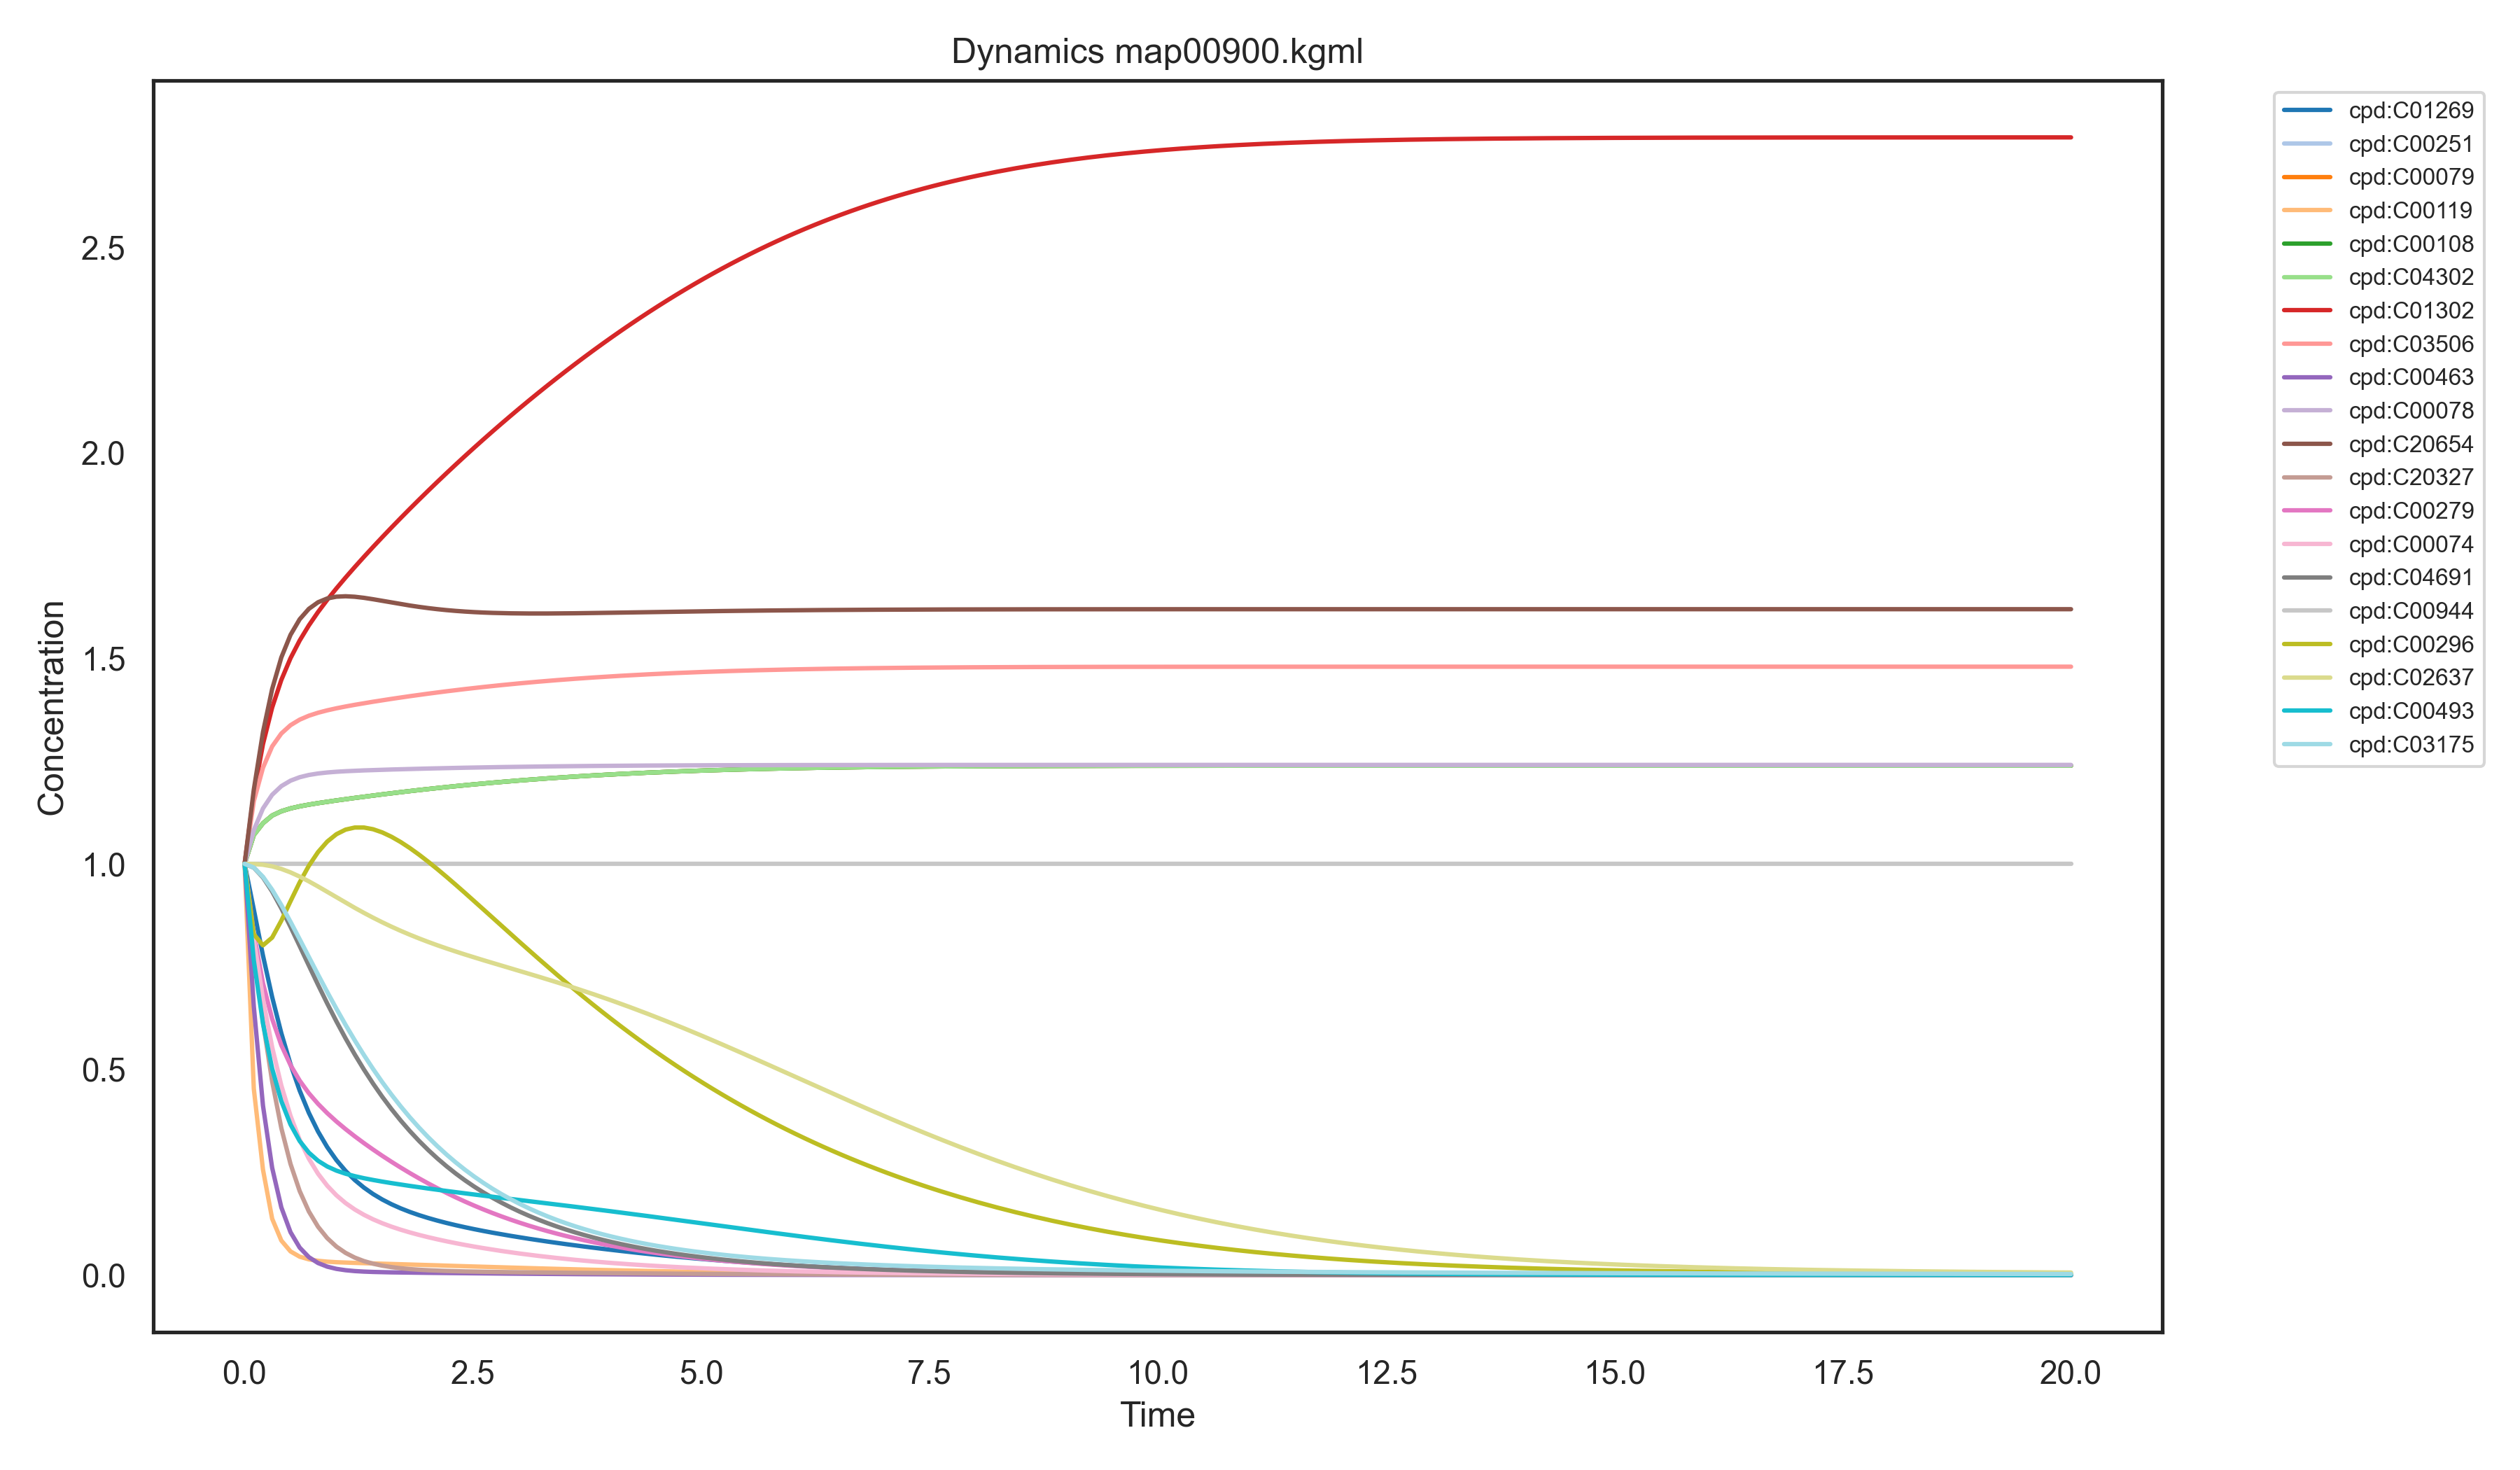 Dynamics map00900.kgml
Concentration
2.5
2.0
1.5
1.0
0.5
0.0
0.0 2.5 5.0 7.5 10.0 12.5 15.0 17.5 20.0
Time
cpd:C01269
cpd:C00251
cpd:C00079
cpd:C00119
cpd:C00108
cpd:C04302
cpd:C01302
cpd:C03506
cpd:C00463
cpd:C00078
cpd:C20654
cpd:C20327
cpd:C00279
cpd:C00074
cpd:C04691
cpd:C00944
cpd:C00296
cpd:C02637
cpd:C00493
cpd:C03175